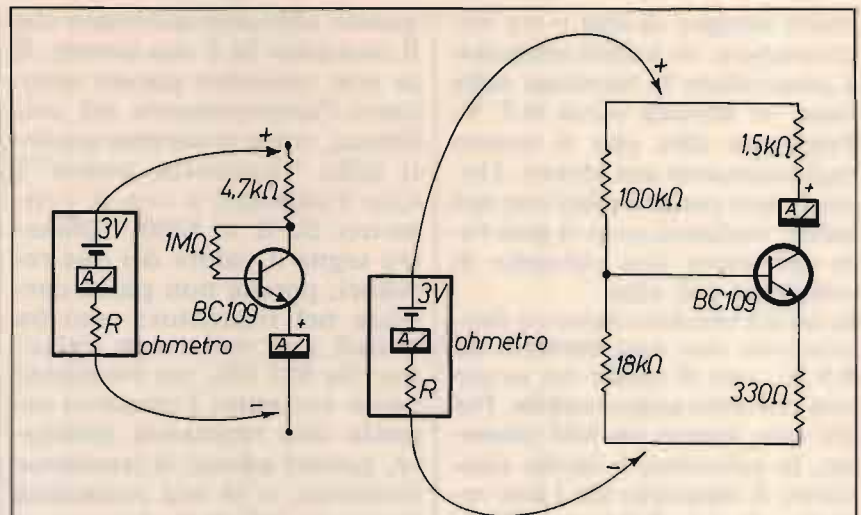 +
4,7kΩ
3V
A
R
ohmetro
1MΩ
BC109
+
A
-
+
3V
A
R
ohmetro
-
100kΩ
18kΩ
1,5kΩ
+
A
BC109
330Ω